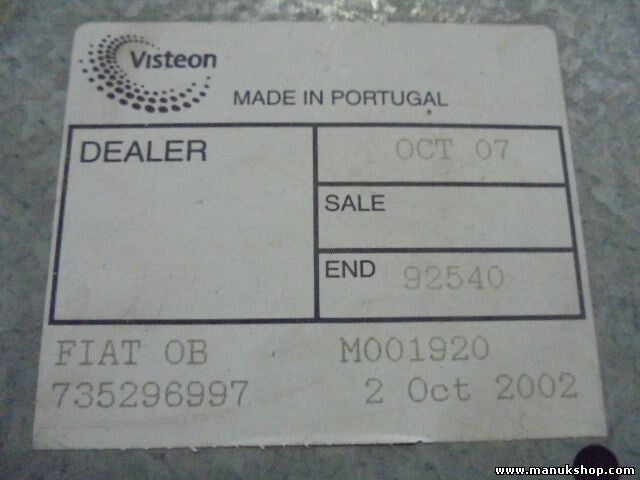 Visteon
MADE IN PORTUGAL
DEALER
OCT 07
SALE
END 92540
FIAT OB M001920
735296997 2 Oct 2002
www.manukshop.com